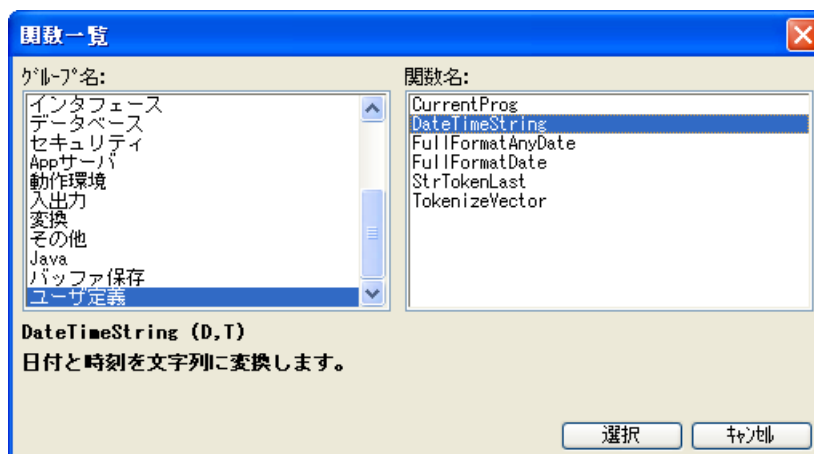 関数一覧
ｸﾞﾙｰﾌﾟ名:
関数名:
インタフェース
データベース
セキュリティ
Appサーバ
動作環境
入出力
変換
その他
Java
バッファ保存
ユーザ定義
CurrentProg
DateTimeString
FullFormatAnyDate
FullFormatDate
StrTokenLast
TokenizeVector
DateTimeString (D,T)
日付と時刻を文字列に変換します。
選択
ｷｬﾝｾﾙ